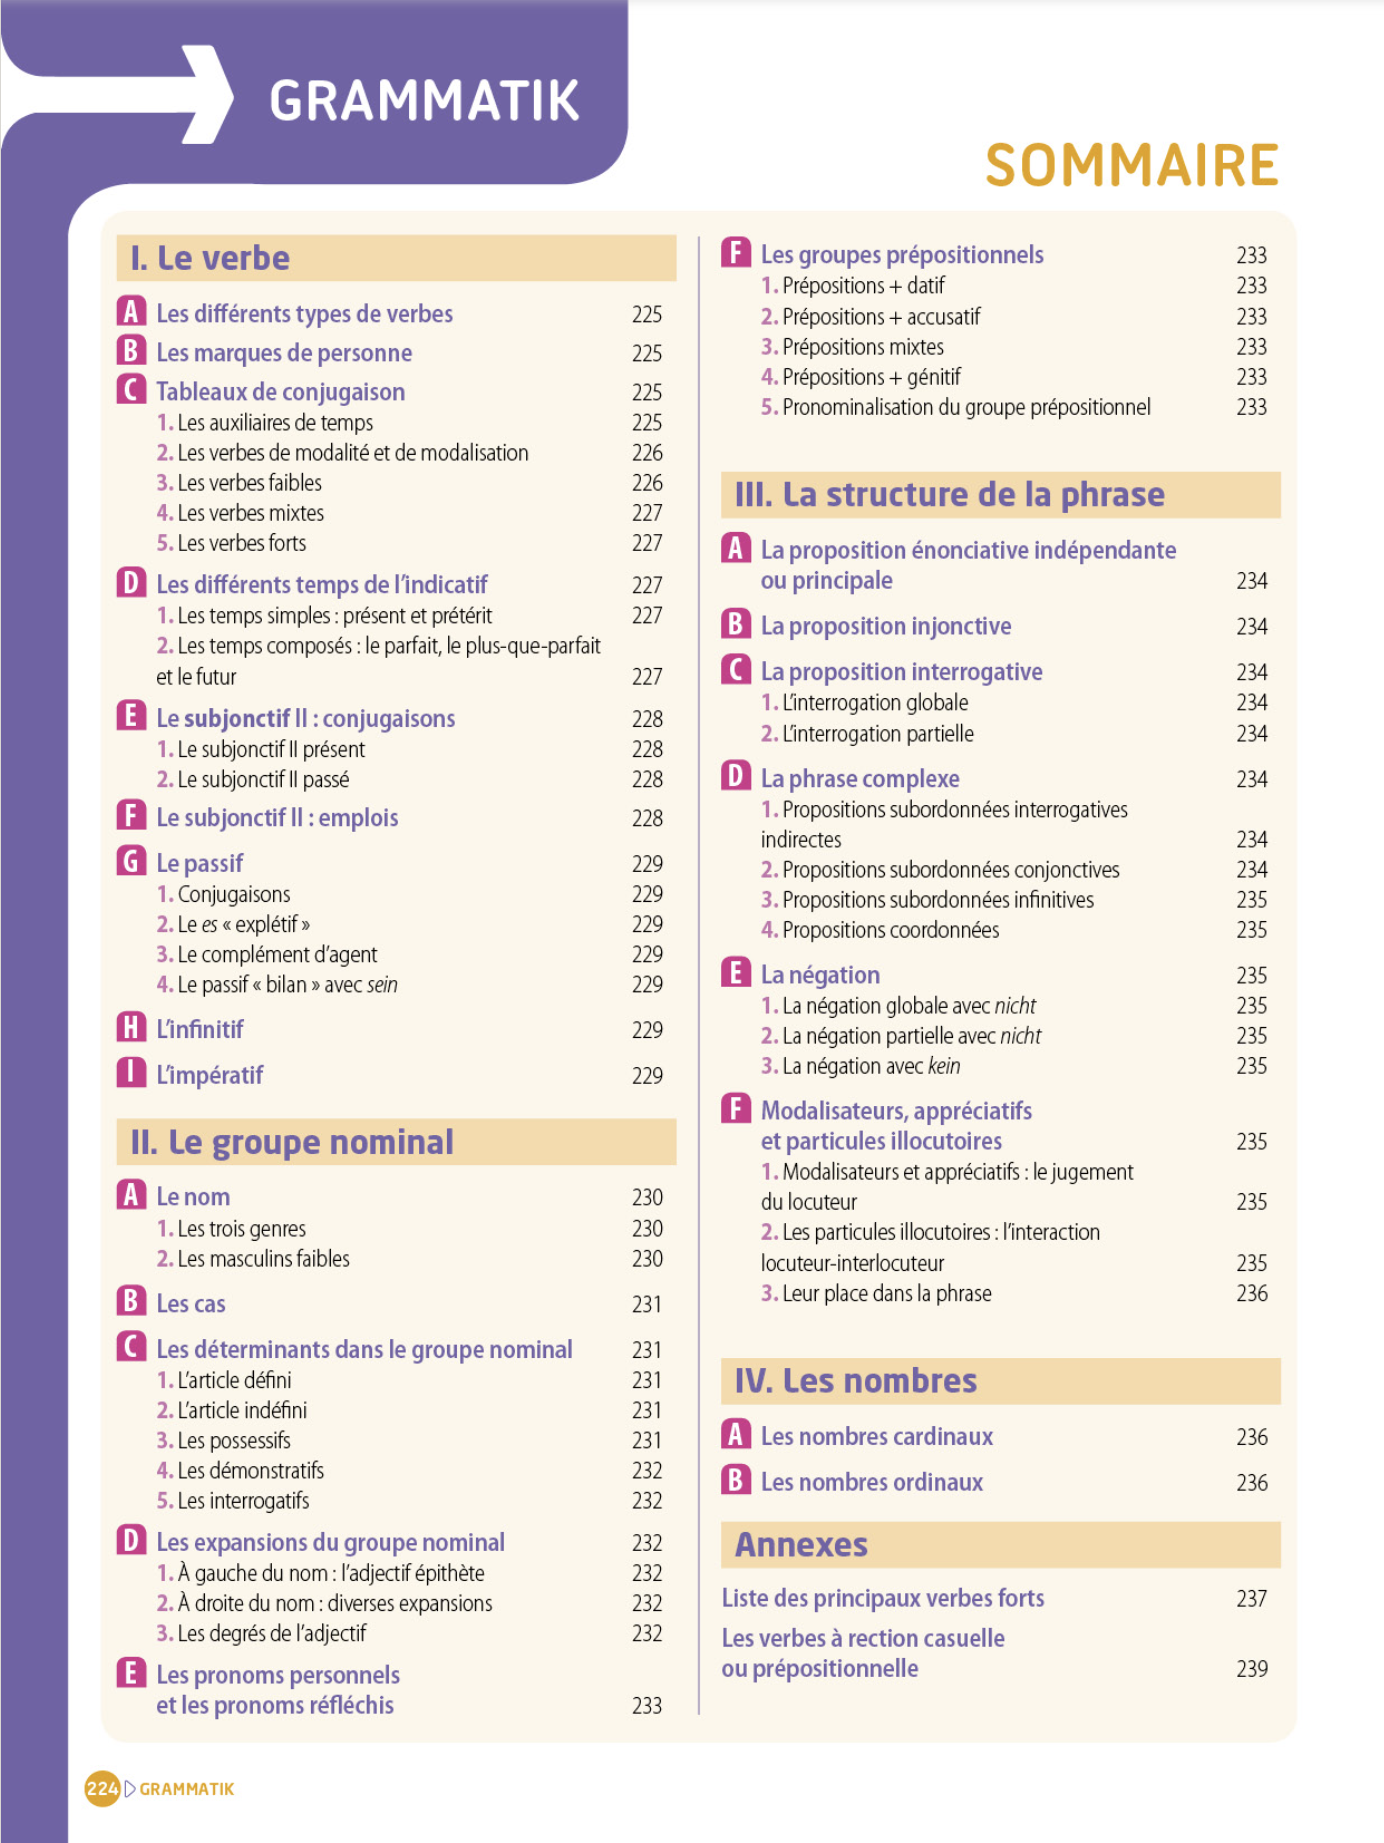 GRAMMATIK
SOMMAIRE
I. Le verbe
A Les différents types de verbes 225
B Les marques de personne 225
C Tableaux de conjugaison 225
1. Les auxiliaires de temps 225
2. Les verbes de modalité et de modalisation 226
3. Les verbes faibles 226
4. Les verbes mixtes 227
5. Les verbes forts 227
D Les différents temps de l'indicatif 227
1. Les temps simples : présent et prétérit 227
2. Les temps composés : le parfait, le plus-que-parfait
et le futur 227
E Le subjonctif II : conjugaisons 228
1. Le subjonctif II présent 228
2. Le subjonctif II passé 228
F Le subjonctif II : emplois 228
G Le passif 229
1. Conjugaisons 229
2. Le es « explétif » 229
3. Le complément d'agent 229
4. Le passif « bilan » avec sein 229
H L'infinitif 229
I L'impératif 229
II. Le groupe nominal
A Le nom 230
1. Les trois genres 230
2. Les masculins faibles 230
B Les cas 231
C Les déterminants dans le groupe nominal 231
1. L'article défini 231
2. L'article indéfini 231
3. Les possessifs 231
4. Les démonstratifs 232
5. Les interrogatifs 232
D Les expansions du groupe nominal 232
1. À gauche du nom : l'adjectif épithète 232
2. À droite du nom : diverses expansions 232
3. Les degrés de l'adjectif 232
E Les pronoms personnels
et les pronoms réfléchis 233
F Les groupes prépositionnels 233
1. Prépositions + datif 233
2. Prépositions + accusatif 233
3. Prépositions mixtes 233
4. Prépositions + génitif 233
5. Pronominalisation du groupe prépositionnel 233
III. La structure de la phrase
A La proposition énonciative indépendante
ou principale 234
B La proposition injonctive 234
C La proposition interrogative 234
1. L'interrogation globale 234
2. L'interrogation partielle 234
D La phrase complexe 234
1. Propositions subordonnées interrogatives
indirectes 234
2. Propositions subordonnées conjonctives 234
3. Propositions subordonnées infinitives 235
4. Propositions coordonnées 235
E La négation 235
1. La négation globale avec nicht 235
2. La négation partielle avec nicht 235
3. La négation avec kein 235
F Modalisateurs, appréciatifs
et particules illocutoires 235
1. Modalisateurs et appréciatifs : le jugement
du locuteur 235
2. Les particules illocutoires : l'interaction
locuteur-interlocuteur 235
3. Leur place dans la phrase 236
IV. Les nombres
A Les nombres cardinaux 236
B Les nombres ordinaux 236
Annexes
Liste des principaux verbes forts 237
Les verbes à rection casuelle
ou prépositionnelle 239
224 GRAMMATIK